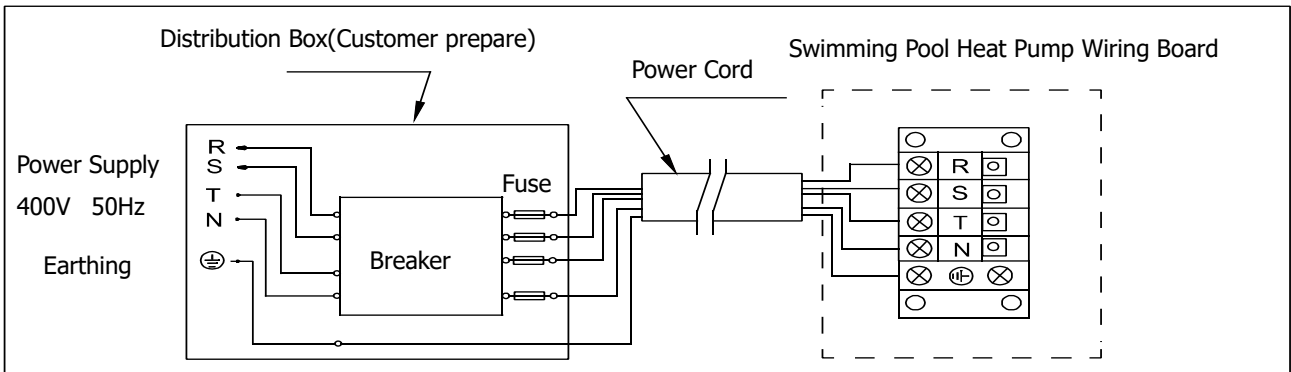 Distribution Box(Customer prepare)
Swimming Pool Heat Pump Wiring Board
Power Cord
Power Supply
400V 50Hz
Earthing
R
S
T
N
Fuse
Breaker
R
S
T
N